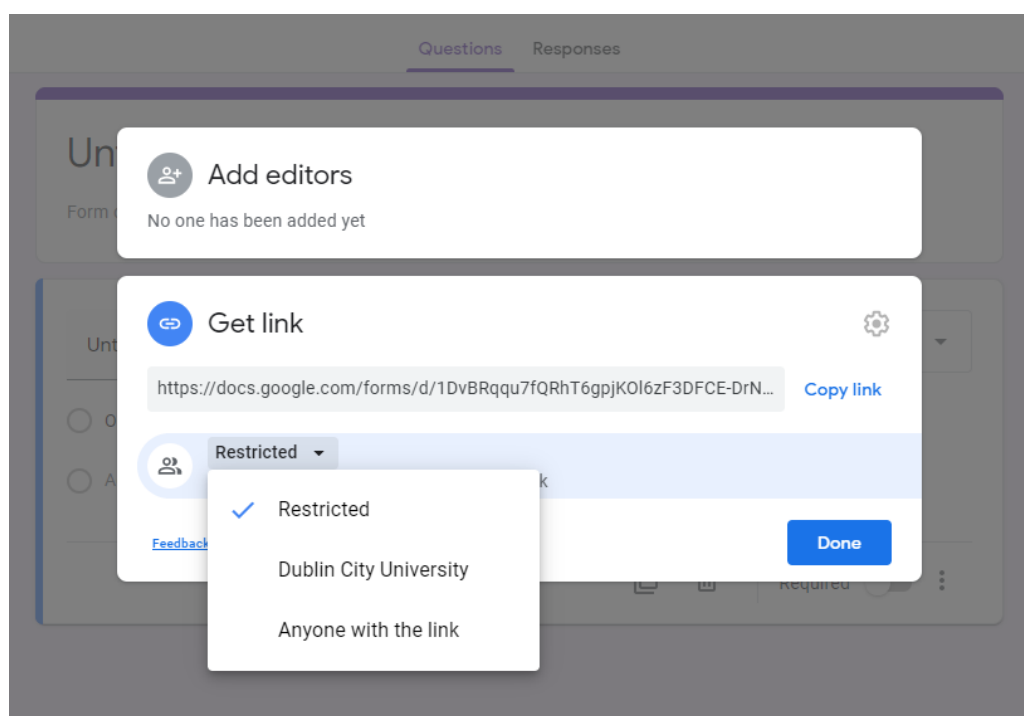 Questions Responses
Add editors
No one has been added yet
Get link
https://docs.google.com/forms/d/1DvBRqqu7fQRhT6gpjKOl6zF3DFCE-DrN...
Copy link
Restricted
Restricted
Dublin City University
Anyone with the link
Feedback
Done
Required